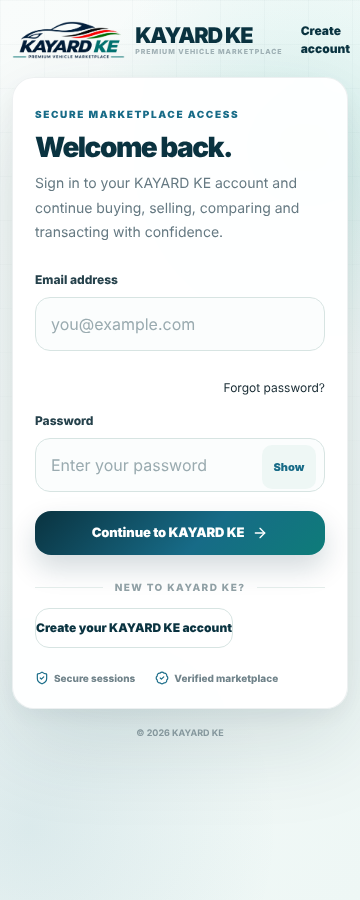 KAYARD KE
PREMIUM VEHICLE MARKETPLACE
KAYARD KE
PREMIUM VEHICLE MARKETPLACE
Create
account
SECURE MARKETPLACE ACCESS
Welcome back.
Sign in to your KAYARD KE account and
continue buying, selling, comparing and
transacting with confidence.
Email address
you@example.com
Forgot password?
Password
Enter your password
Show
Continue to KAYARD KE
NEW TO KAYARD KE?
Create your KAYARD KE account
Secure sessions
Verified marketplace
© 2026 KAYARD KE